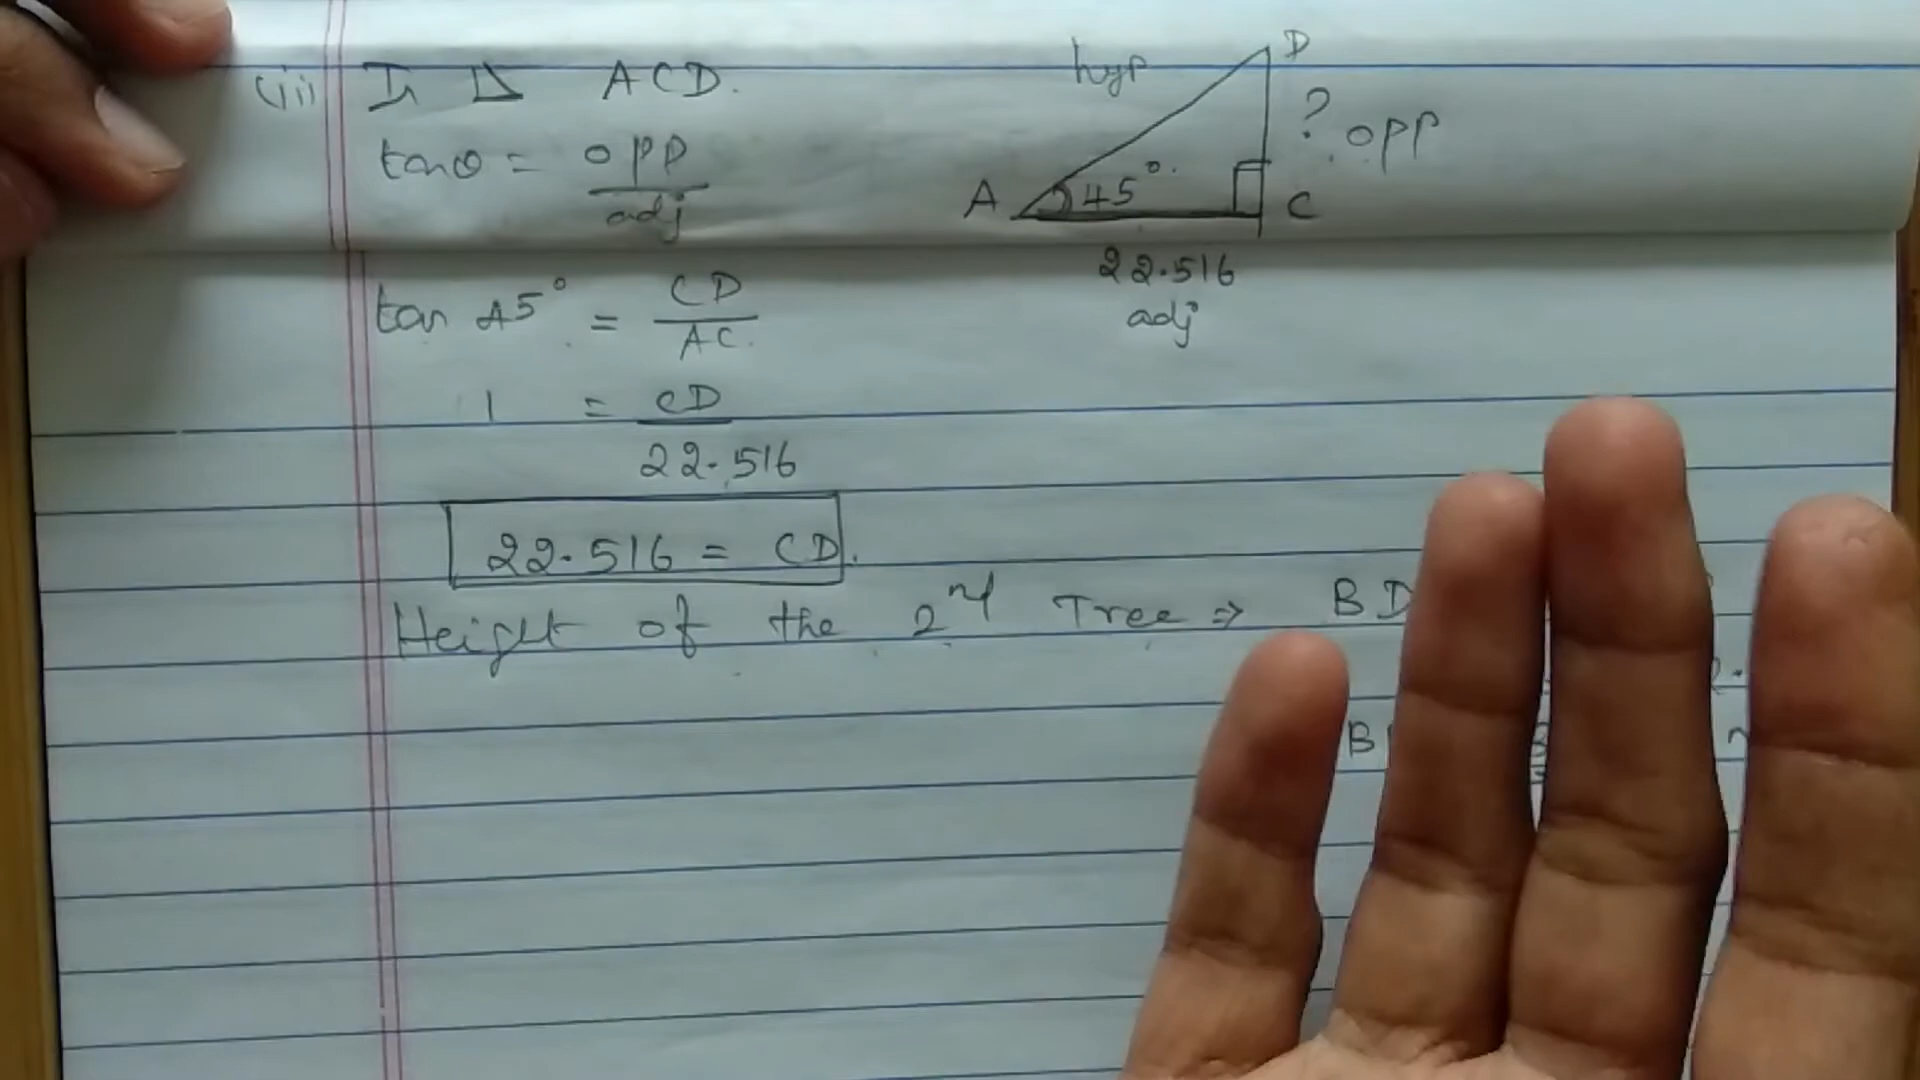 (ii) In Δ ACD.
tanθ = opp
adj
tan 45° = CD
AC.
1 = CD
22.516
22.516 = CD.
Height of the 2nd Tree ⇒ BD
B
hyp
D
? opp
A 45° C
22.516
adj